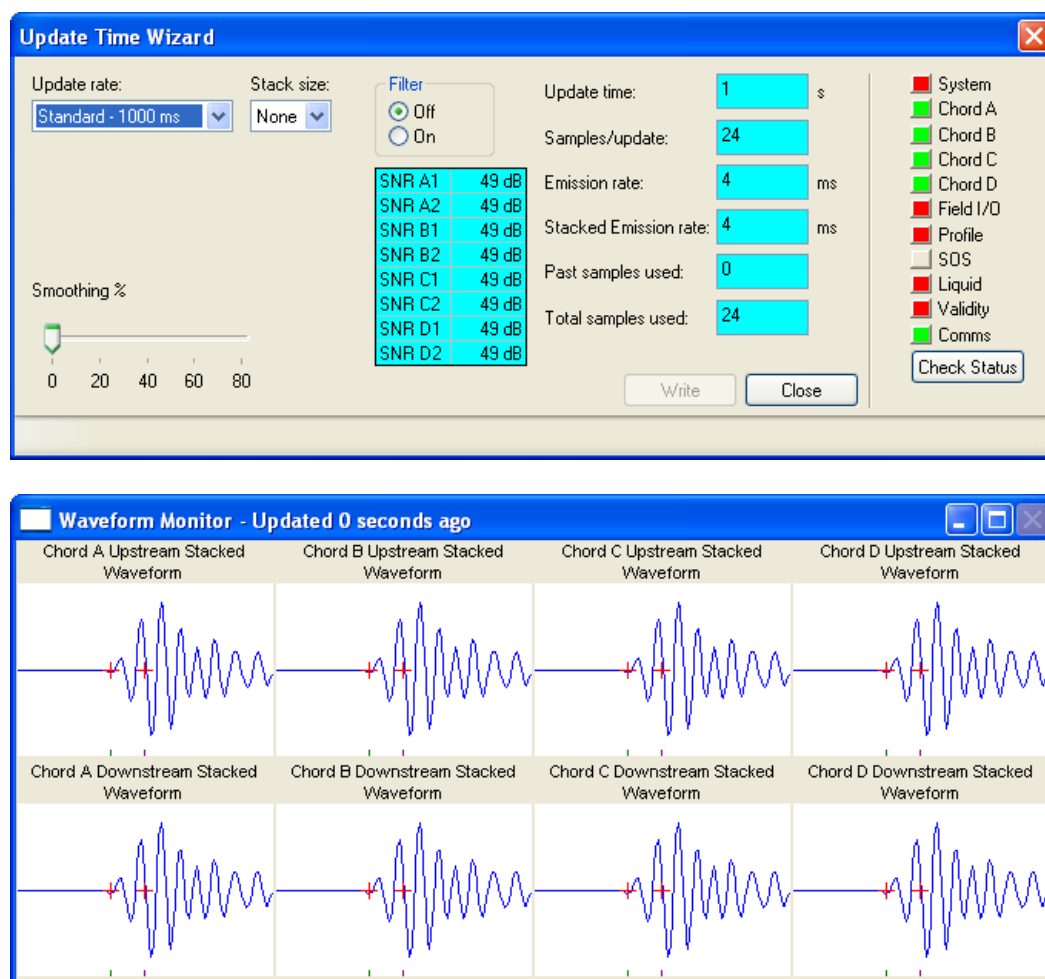 Update Time Wizard
Update rate:
Standard - 1000 ms
Stack size:
None
Filter
Off
On
SNR A1 49 dB
SNR A2 49 dB
SNR B1 49 dB
SNR B2 49 dB
SNR C1 49 dB
SNR C2 49 dB
SNR D1 49 dB
SNR D2 49 dB
Smoothing %
0 20 40 60 80
Update time: 1 s
Samples/update: 24
Emission rate: 4 ms
Stacked Emission rate: 4 ms
Past samples used: 0
Total samples used: 24
Write
Close
System
Chord A
Chord B
Chord C
Chord D
Field I/O
Profile
SOS
Liquid
Validity
Comms
Check Status
Waveform Monitor - Updated 0 seconds ago
Chord A Upstream Stacked
Waveform
Chord B Upstream Stacked
Waveform
Chord C Upstream Stacked
Waveform
Chord D Upstream Stacked
Waveform
Chord A Downstream Stacked
Waveform
Chord B Downstream Stacked
Waveform
Chord C Downstream Stacked
Waveform
Chord D Downstream Stacked
Waveform